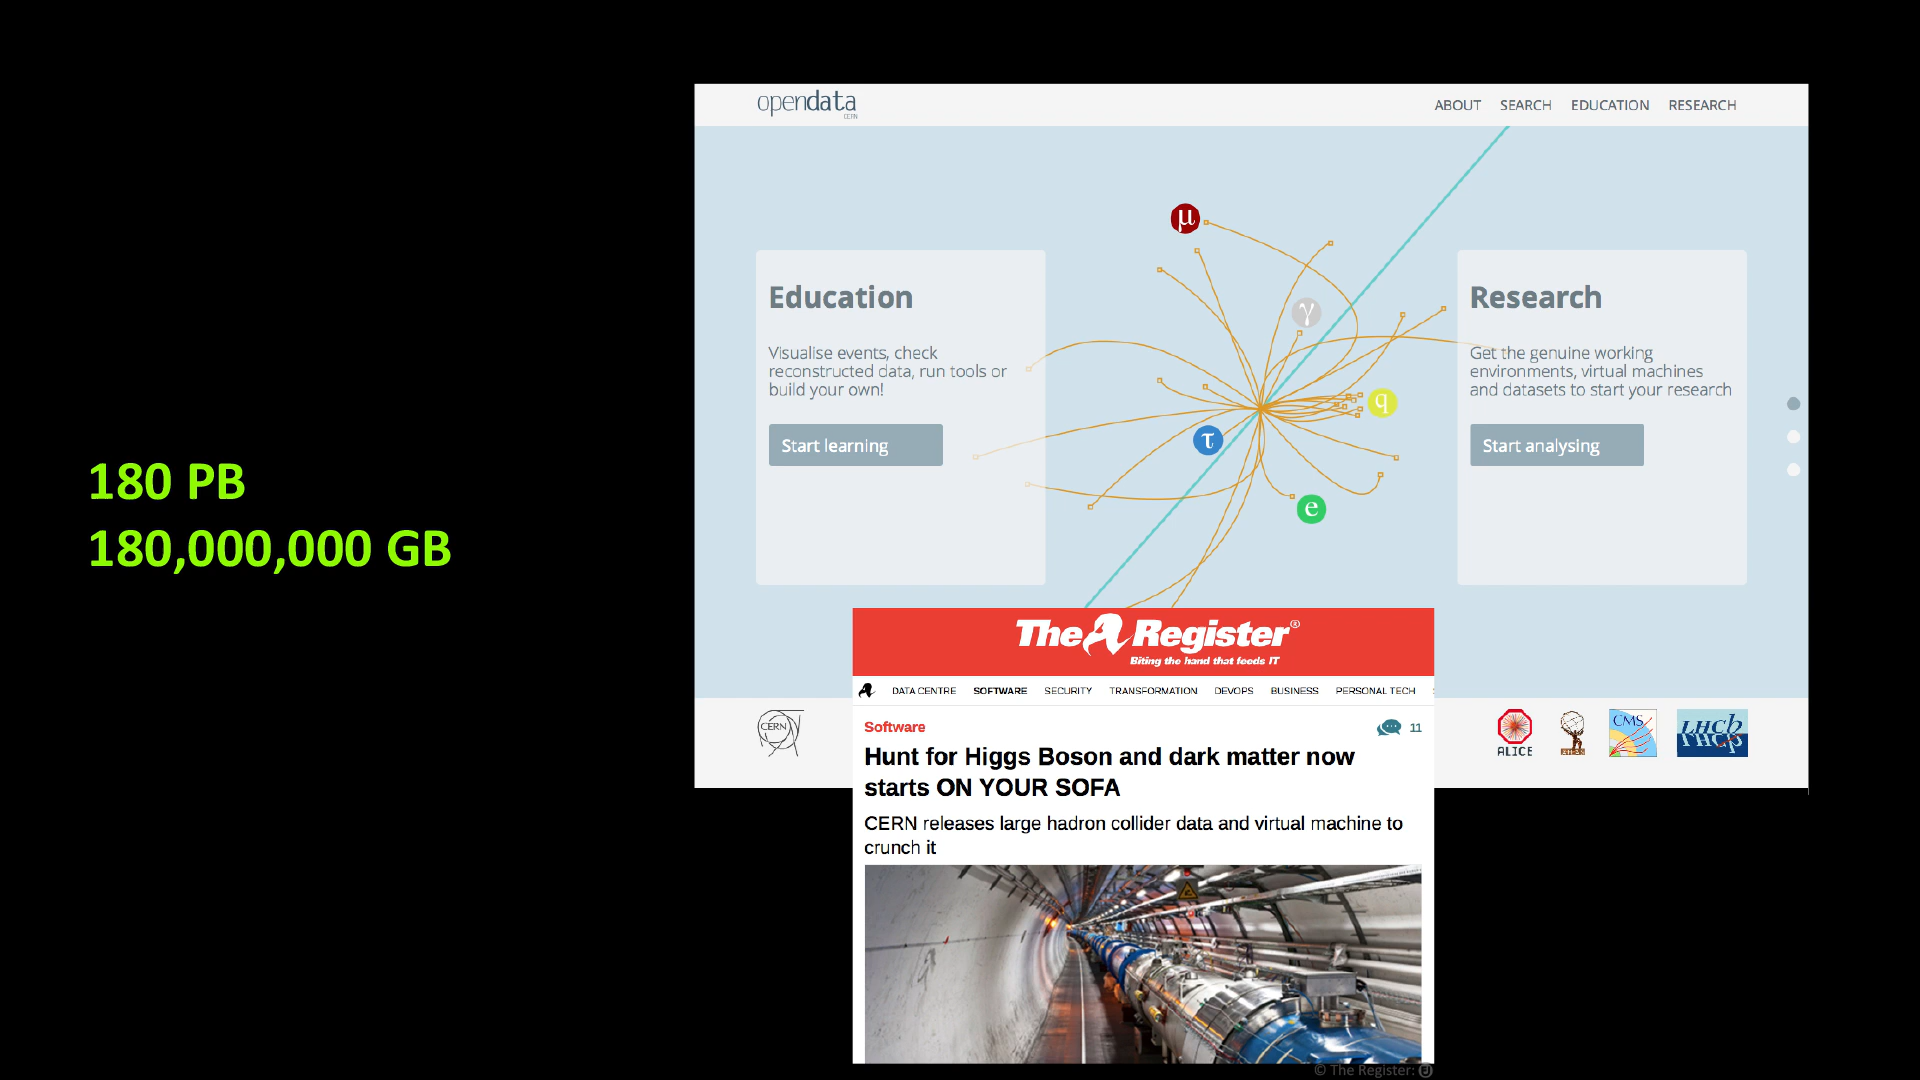 180 PB
180,000,000 GB
opendata
CERN
ABOUT SEARCH EDUCATION RESEARCH
μ
γ
q
τ
e
Education
Visualise events, check
reconstructed data, run tools or
build your own!
Start learning
Research
Get the genuine working
environments, virtual machines
and datasets to start your research
Start analysing
CERN
ALICE
ATLAS
CMS
LHCb
The Register®
Biting the hand that feeds IT
DATA CENTRE SOFTWARE SECURITY TRANSFORMATION DEVOPS BUSINESS PERSONAL TECH
Software
11
Hunt for Higgs Boson and dark matter now
starts ON YOUR SOFA
CERN releases large hadron collider data and virtual machine to
crunch it
© The Register: